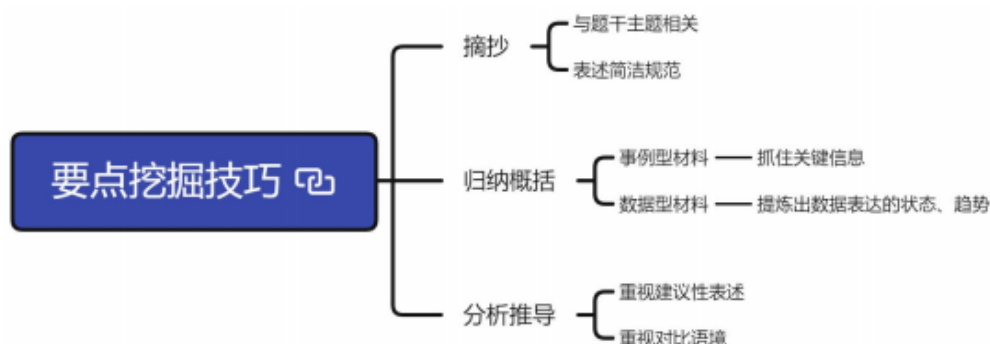 要点挖掘技巧
摘抄
与题干主题相关
表述简洁规范
归纳概括
事例型材料
抓住关键信息
数据型材料
提炼出数据表达的状态、趋势
分析推导
重视建议性表述
重视对比语境